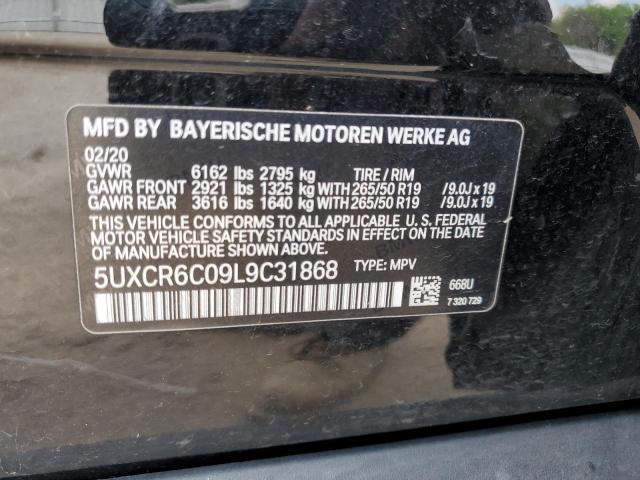 MFD BY BAYERISCHE MOTOREN WERKE AG
02/20
GVWR 6162 lbs 2795 kg TIRE / RIM
GAWR FRONT 2921 lbs 1325 kg WITH 265/50 R19 /9.0J x 19
GAWR REAR 3616 lbs 1640 kg WITH 265/50 R19 /9.0J x 19
THIS VEHICLE CONFORMS TO ALL APPLICABLE U. S. FEDERAL
MOTOR VEHICLE SAFETY STANDARDS IN EFFECT ON THE DATE
OF MANUFACTURE SHOWN ABOVE.
5UXCR6C09L9C31868 TYPE: MPV
668U
7 320 729